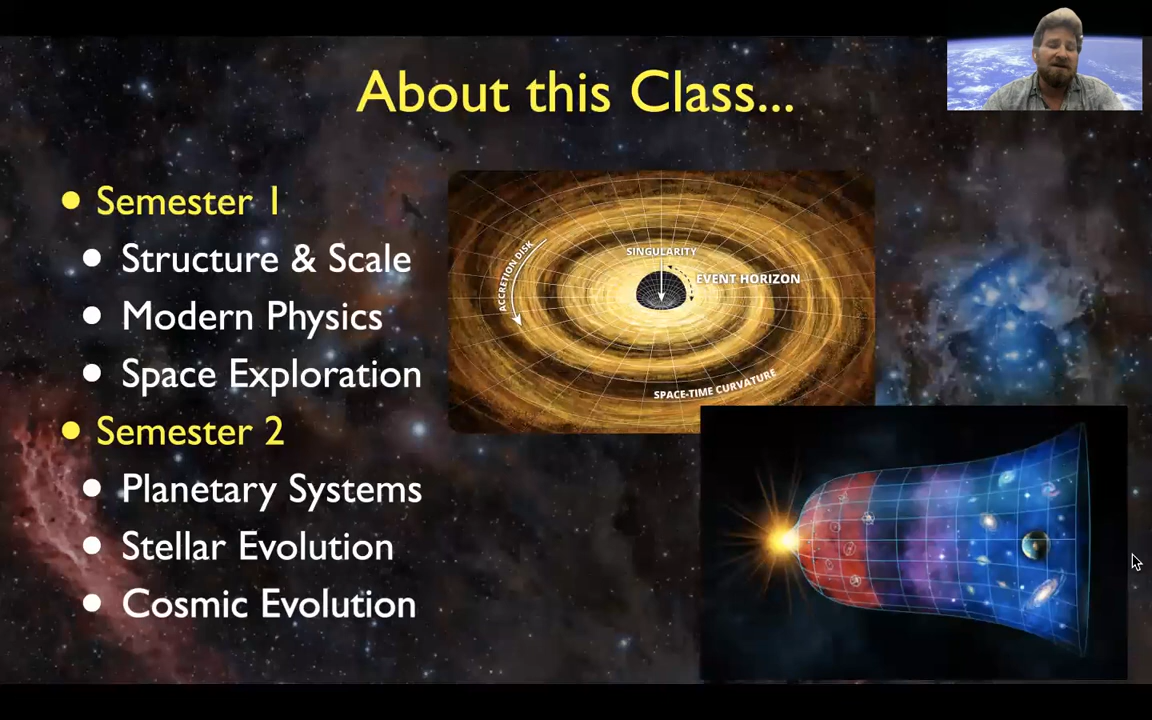 About this Class...
Semester 1
Structure & Scale
Modern Physics
Space Exploration
Semester 2
Planetary Systems
Stellar Evolution
Cosmic Evolution
SINGULARITY
EVENT HORIZON
ACCRETION DISK
SPACE-TIME CURVATURE